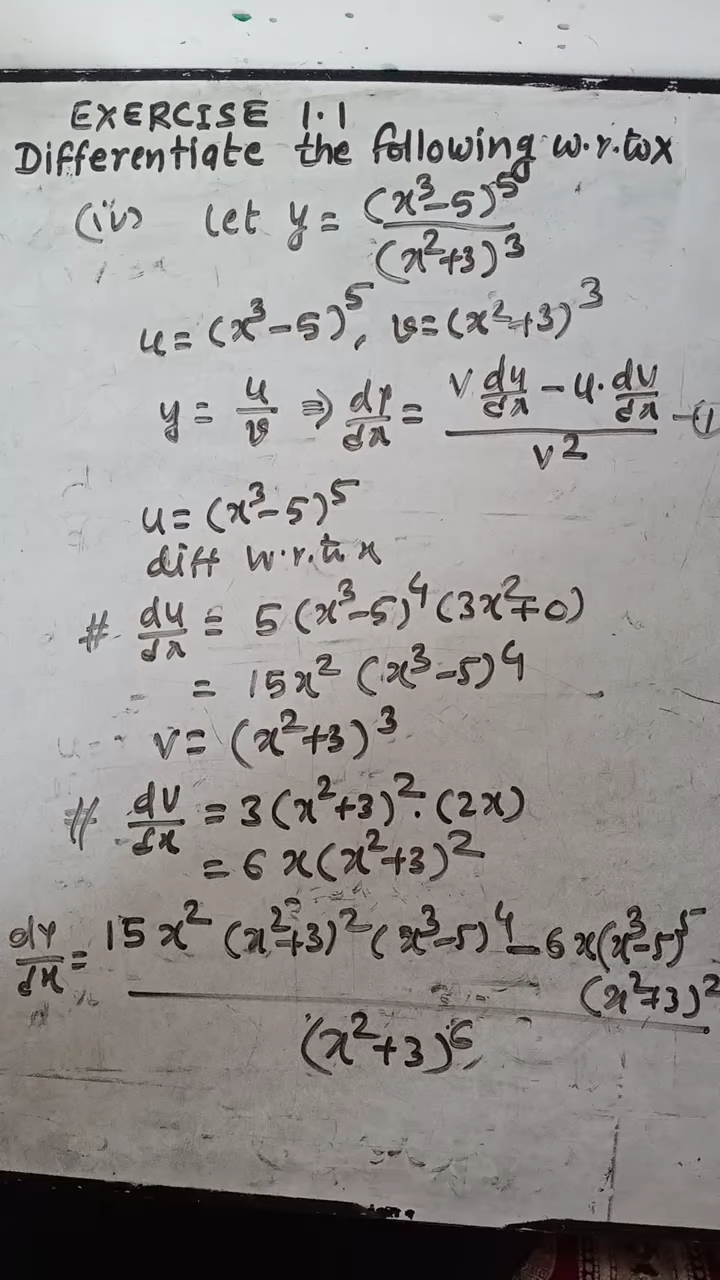 EXERCISE 1.1
Differentiate the following w.r.to x
(iv) Let y = (x³-5)⁵ / (x²+3)³
u = (x³-5)⁵, v = (x²+3)³
y = u/v ⇒ dy/dx = (v du/dx - u. dv/dx) / v² - ①
u = (x³-5)⁵
diff w.r.to x
# du/dx = 5(x³-5)⁴(3x²-0)
= 15x² (x³-5)⁴
v = (x²+3)³
# dv/dx = 3(x²+3)².(2x)
= 6x(x²+3)²
dy/dx = 15x² (x²+3)² (x³-5)⁴ - 6x(x³-5)⁵
(x²+3)²
(x²+3)⁶